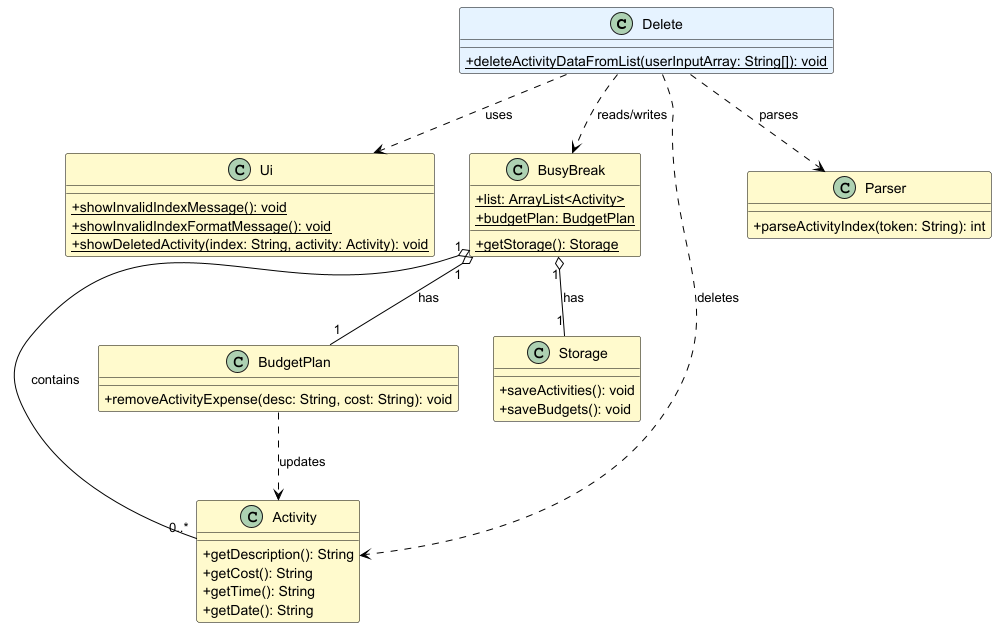 C Delete
+deleteActivityDataFromList(userInputArray: String[]): void
uses
reads/writes
parses
C Ui
+showInvalidIndexMessage(): void
+showInvalidIndexFormatMessage(): void
+showDeletedActivity(index: String, activity: Activity): void
C BusyBreak
+list: ArrayList<Activity>
+budgetPlan: BudgetPlan
+getStorage(): Storage
C Parser
+parseActivityIndex(token: String): int
1
1
1
has
has
deletes
1
1
C BudgetPlan
+removeActivityExpense(desc: String, cost: String): void
C Storage
+saveActivities(): void
+saveBudgets(): void
contains
updates
0..*
C Activity
+getDescription(): String
+getCost(): String
+getTime(): String
+getDate(): String